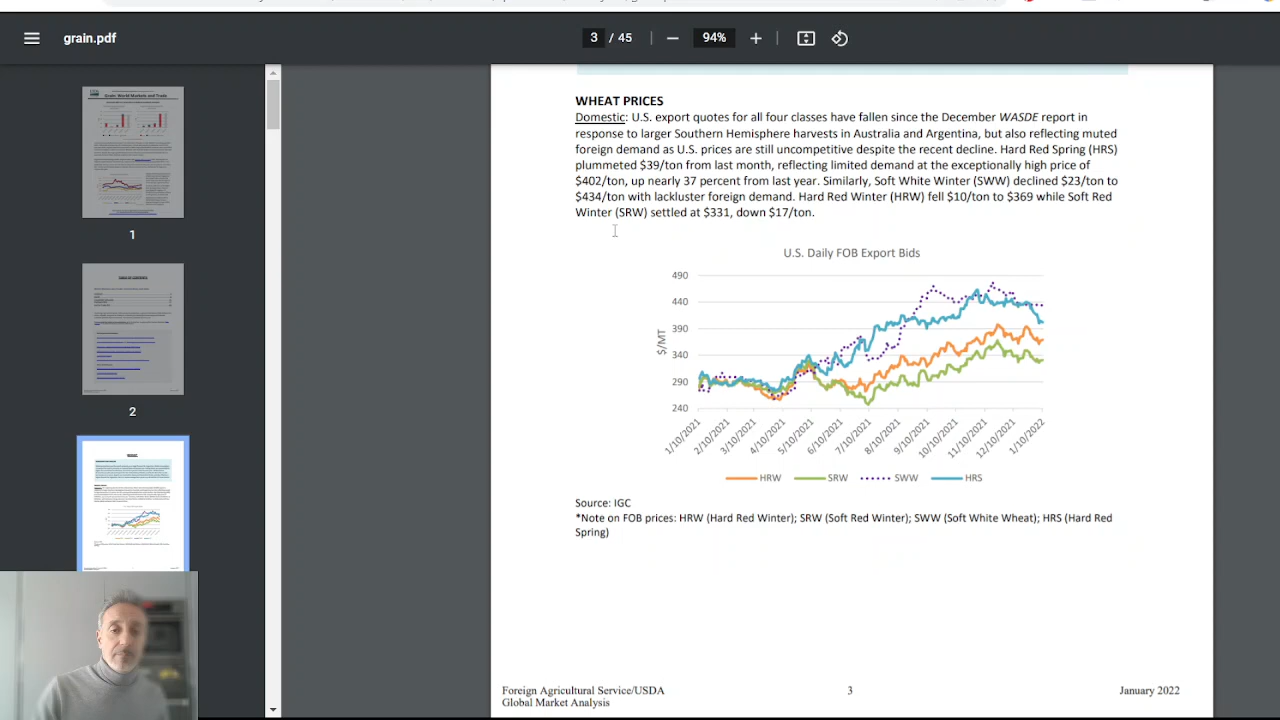 grain.pdf
3 / 45
94%
Grain: World Markets and Trade
1
2
WHEAT PRICES
Domestic: U.S. export quotes for all four classes have fallen since the December WASDE report in
response to larger Southern Hemisphere harvests in Australia and Argentina, but also reflecting muted
foreign demand as U.S. prices are still uncompetitive despite the recent decline. Hard Red Spring (HRS)
plummeted $39/ton from last month, reflecting limited demand at the exceptionally high price of
$402/ton, up nearly 37 percent from last year. Similarly, Soft White Winter (SWW) declined $23/ton to
$434/ton with lackluster foreign demand. Hard Red Winter (HRW) fell $10/ton to $369 while Soft Red
Winter (SRW) settled at $331, down $17/ton.
U.S. Daily FOB Export Bids
490
440
390
340
290
240
$/MT
1/10/2021
2/10/2021
3/10/2021
4/10/2021
5/10/2021
6/10/2021
7/10/2021
8/10/2021
9/10/2021
10/10/2021
11/10/2021
12/10/2021
1/10/2022
HRW SRW SWW HRS
Source: IGC
*Note on FOB prices: HRW (Hard Red Winter); SRW (Soft Red Winter); SWW (Soft White Wheat); HRS (Hard Red
Spring)
Foreign Agricultural Service/USDA 3 January 2022
Global Market Analysis